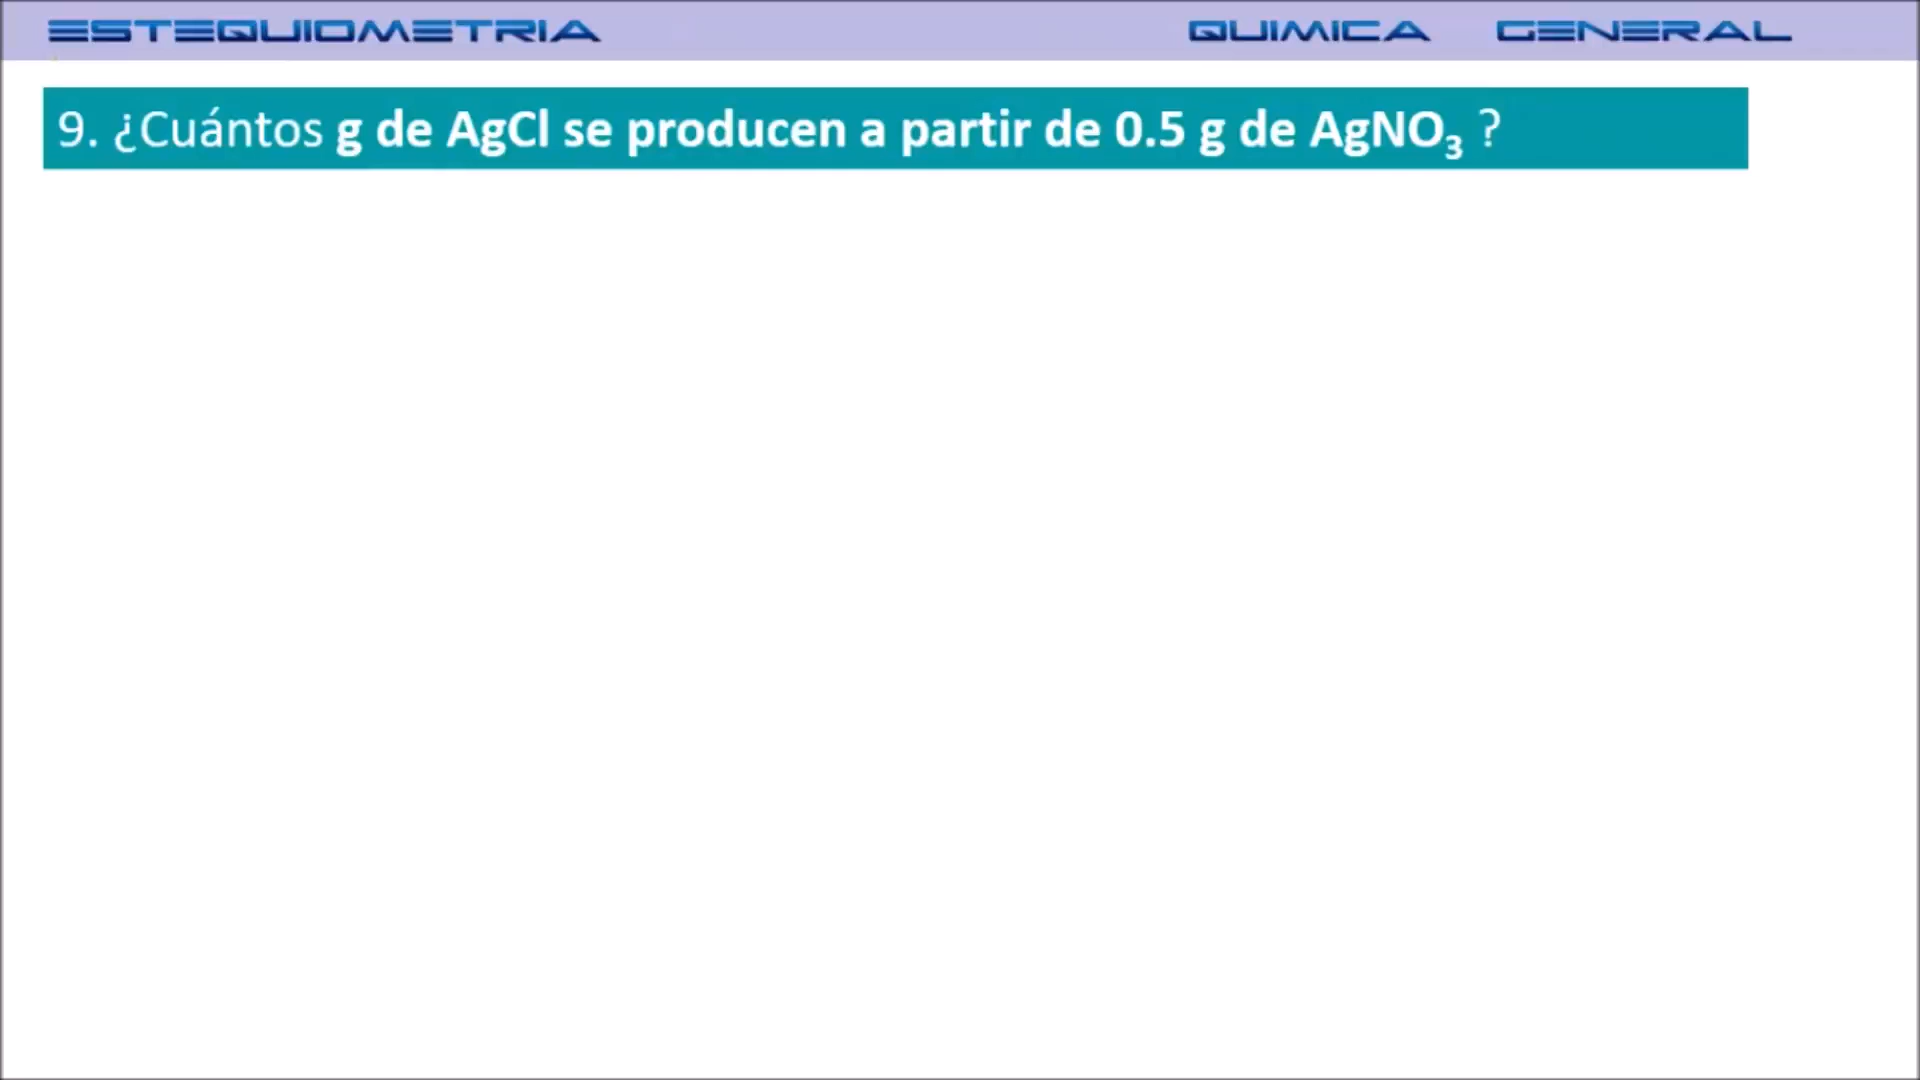 ESTEQUIOMETRIA QUIMICA GENERAL
9. ¿Cuántos g de AgCl se producen a partir de 0.5 g de AgNO₃ ?